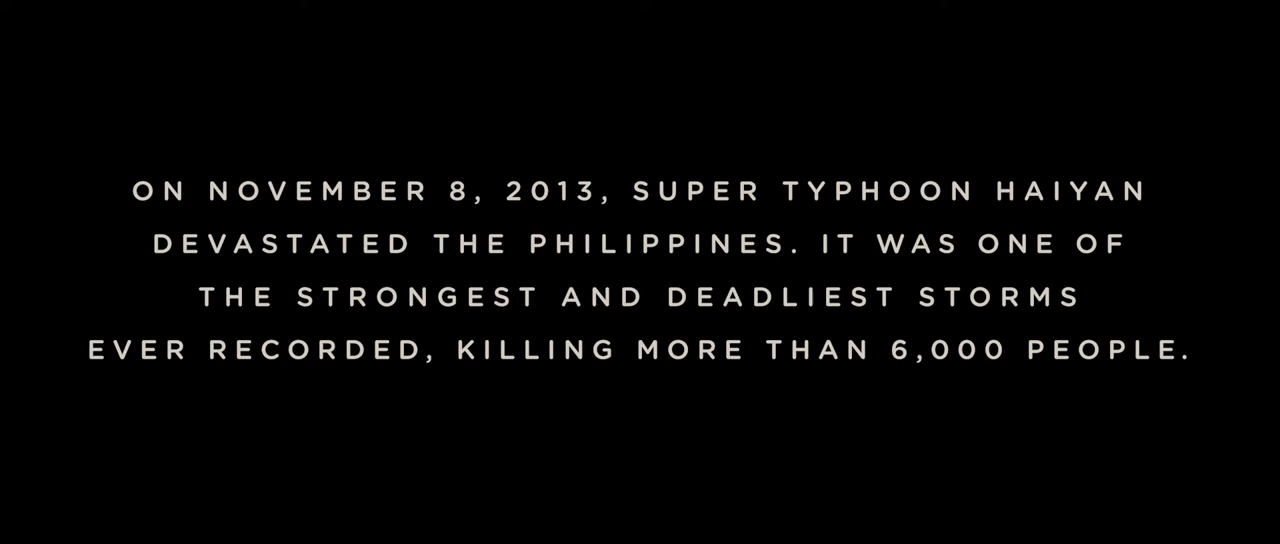 ON NOVEMBER 8, 2013, SUPER TYPHOON HAIYAN
DEVASTATED THE PHILIPPINES. IT WAS ONE OF
THE STRONGEST AND DEADLIEST STORMS
EVER RECORDED, KILLING MORE THAN 6,000 PEOPLE.